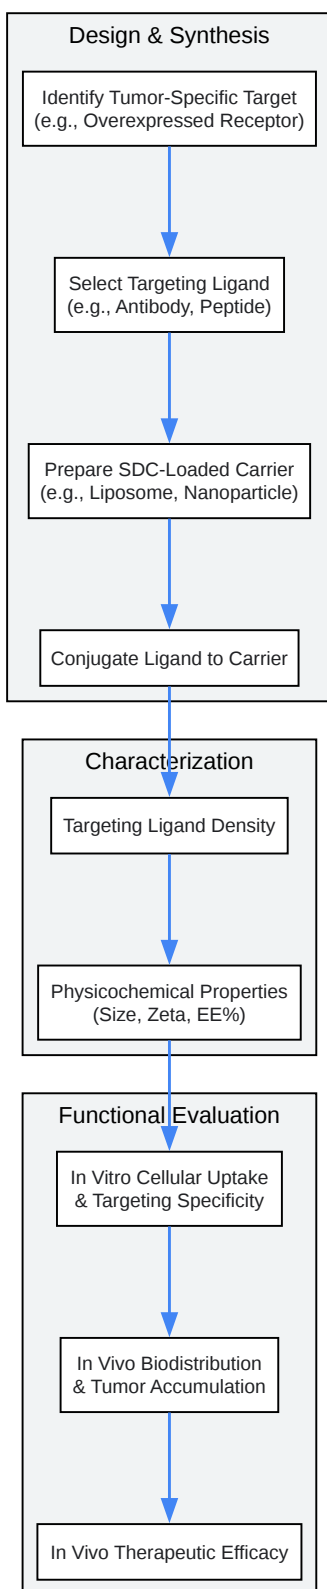 Design & Synthesis
Identify Tumor-Specific Target
(e.g., Overexpressed Receptor)
Select Targeting Ligand
(e.g., Antibody, Peptide)
Prepare SDC-Loaded Carrier
(e.g., Liposome, Nanoparticle)
Conjugate Ligand to Carrier
Characterization
Targeting Ligand Density
Physicochemical Properties
(Size, Zeta, EE%)
Functional Evaluation
In Vitro Cellular Uptake
& Targeting Specificity
In Vivo Biodistribution
& Tumor Accumulation
In Vivo Therapeutic Efficacy